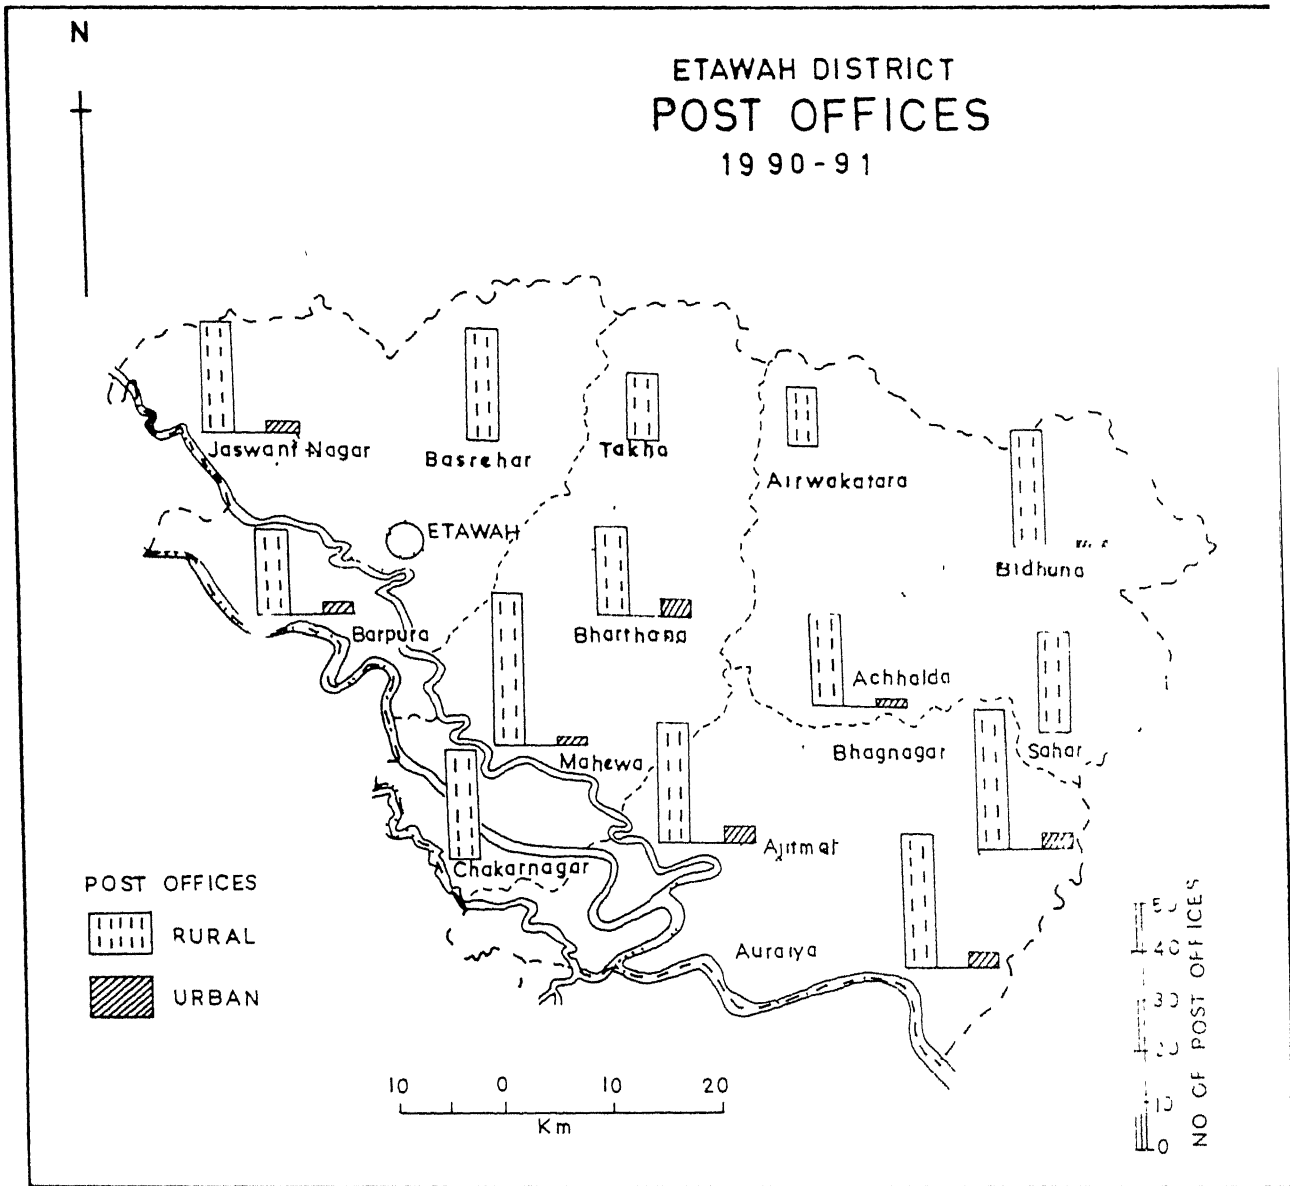 N
ETAWAH DISTRICT
POST OFFICES
1990-91
Jaswant Nagar
Basrehar
Takha
Airwakatara
Bidhuna
ETAWAH
Barpura
Bharthana
Achhalda
Mahewa
Bhagnagar
Sahar
Ajitmat
Chakarnagar
Auraiya
POST OFFICES
RURAL
URBAN
10 0 10 20
Km
50
40
30
20
10
0
NO OF POST OFFICES